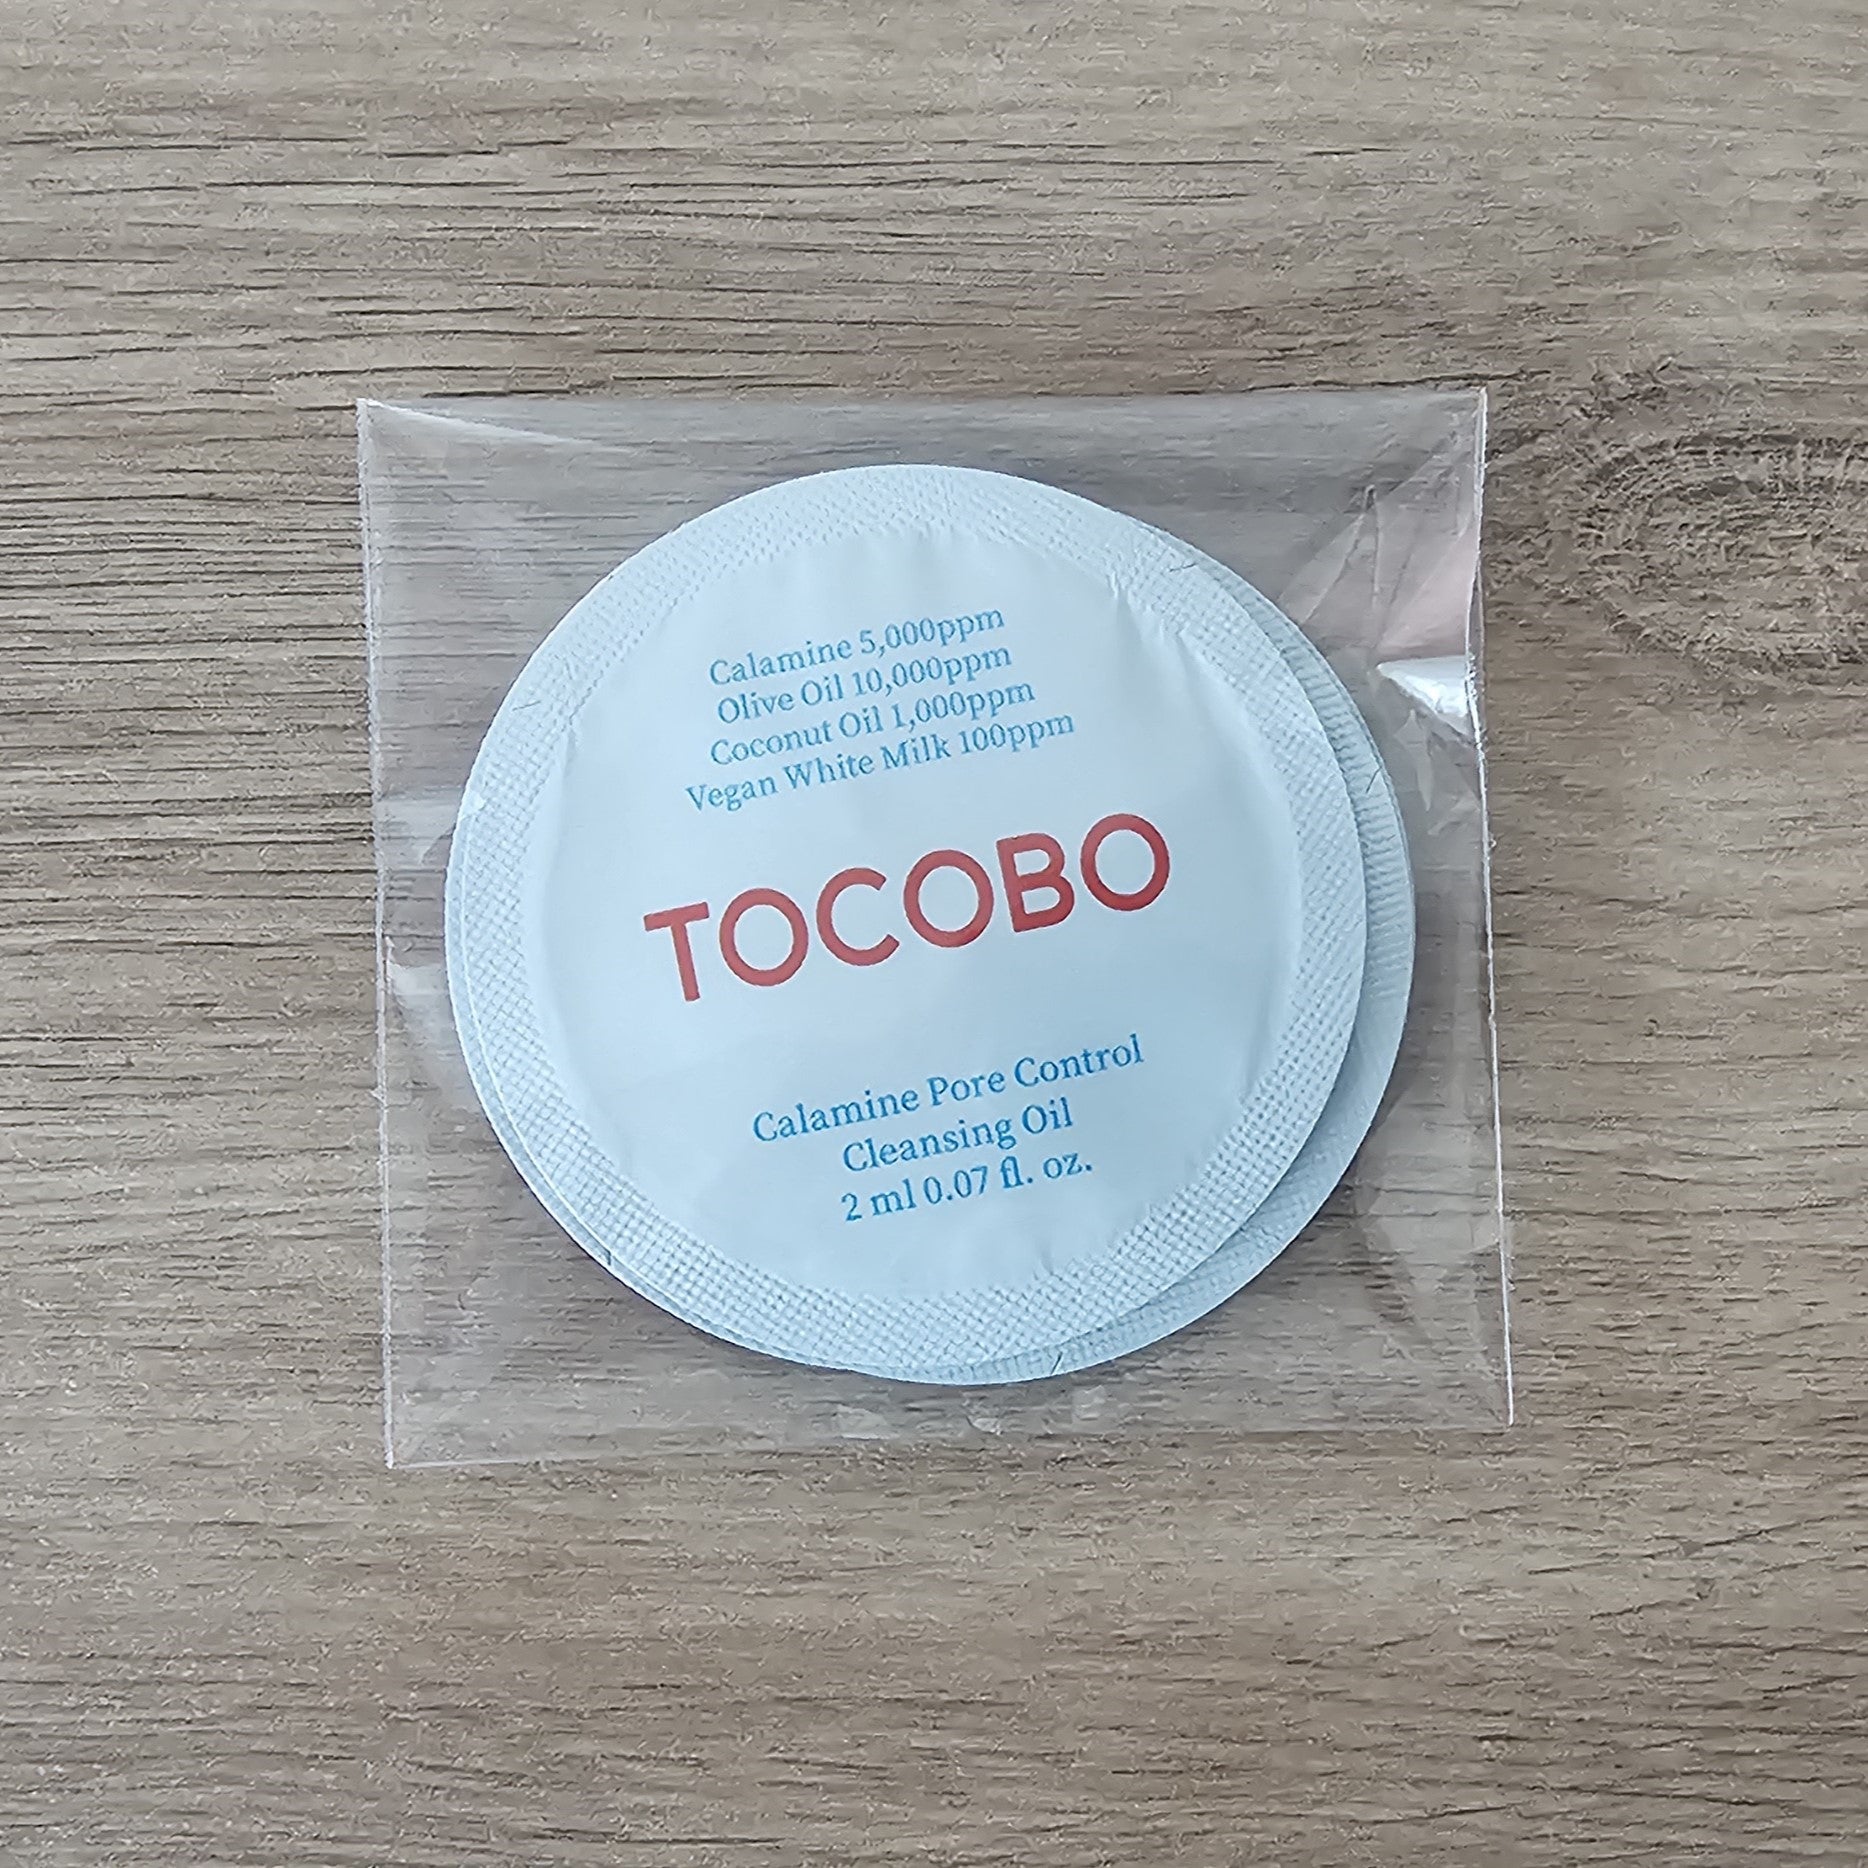 Calamine 5,000ppm
Olive Oil 10,000ppm
Coconut Oil 1,000ppm
Vegan White Milk 100ppm
TOCOBO
Calamine Pore Control
Cleansing Oil
2 ml 0.07 fl. oz.